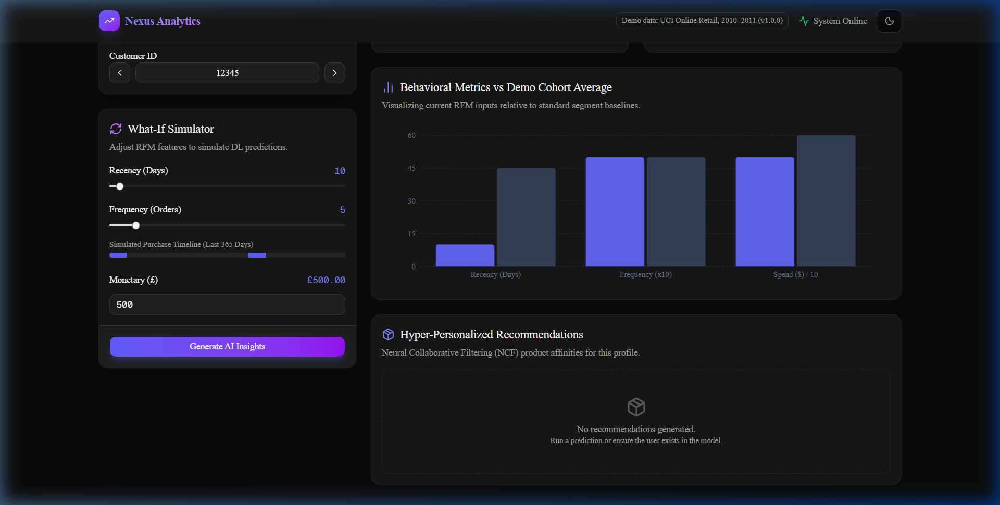 Nexus Analytics
Demo data: UCI Online Retail, 2010–2011 (v1.0.0)
System Online
Customer ID
12345
What-If Simulator
Adjust RFM features to simulate DL predictions.
Recency (Days)
10
Frequency (Orders)
5
Simulated Purchase Timeline (Last 365 Days)
Monetary (£)
£500.00
500
Generate AI Insights
Behavioral Metrics vs Demo Cohort Average
Visualizing current RFM inputs relative to standard segment baselines.
60
45
30
15
0
Recency (Days)
Frequency (x10)
Spend ($) / 10
Hyper-Personalized Recommendations
Neural Collaborative Filtering (NCF) product affinities for this profile.
No recommendations generated.
Run a prediction or ensure the user exists in the model.